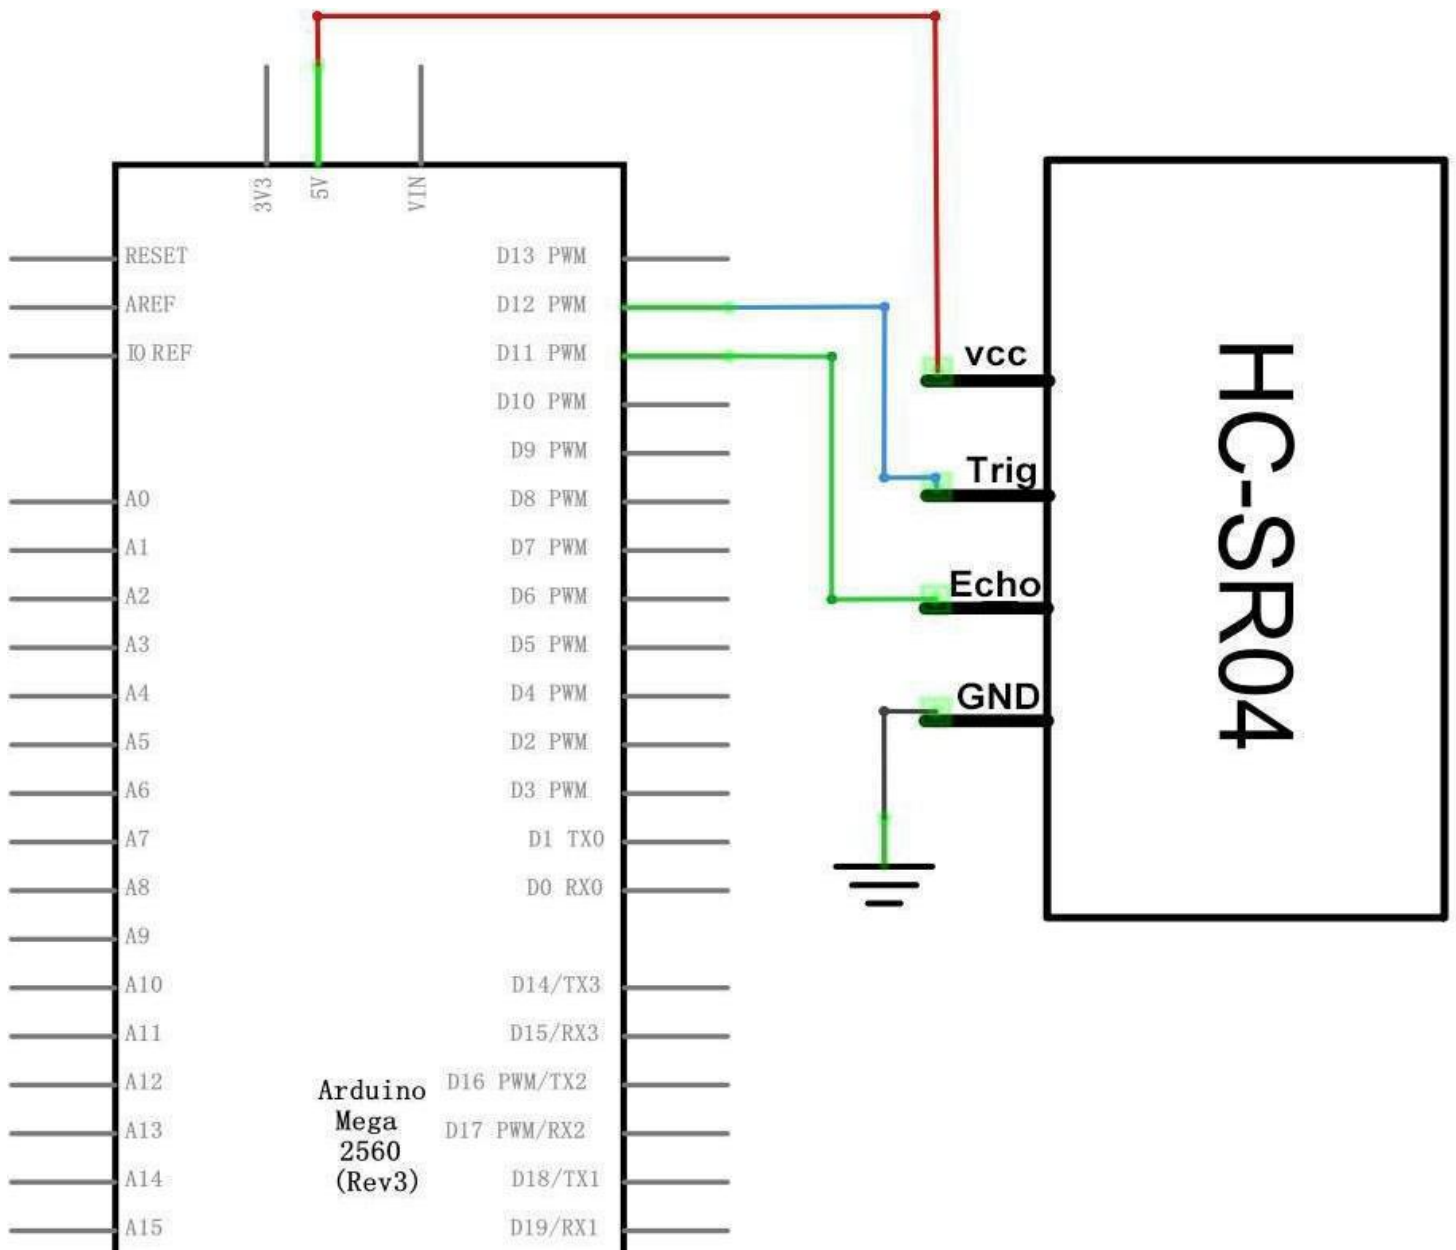 3V3
5V
VIN
RESET
AREF
IO REF
A0
A1
A2
A3
A4
A5
A6
A7
A8
A9
A10
A11
A12
A13
A14
A15
D13 PWM
D12 PWM
D11 PWM
D10 PWM
D9 PWM
D8 PWM
D7 PWM
D6 PWM
D5 PWM
D4 PWM
D2 PWM
D3 PWM
D1 TX0
D0 RX0
D14/TX3
D15/RX3
D16 PWM/TX2
D17 PWM/RX2
D18/TX1
D19/RX1
Arduino
Mega
2560
(Rev3)
vcc
Trig
Echo
GND
HC-SR04